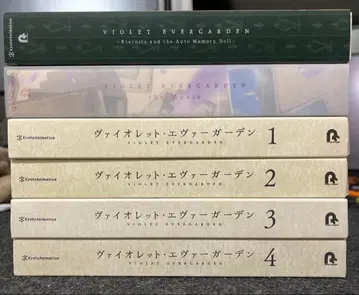 KyotoAnimation
VIOLET EVERGARDEN
—Eternity and the Auto Memory Doll—
VIOLET EVERGARDEN
the Movie
KyotoAnimation
ヴァイオレット・エヴァーガーデン 1
VIOLET EVERGARDEN
KyotoAnimation
ヴァイオレット・エヴァーガーデン 2
VIOLET EVERGARDEN
KyotoAnimation
ヴァイオレット・エヴァーガーデン 3
VIOLET EVERGARDEN
KyotoAnimation
ヴァイオレット・エヴァーガーデン 4
VIOLET EVERGARDEN